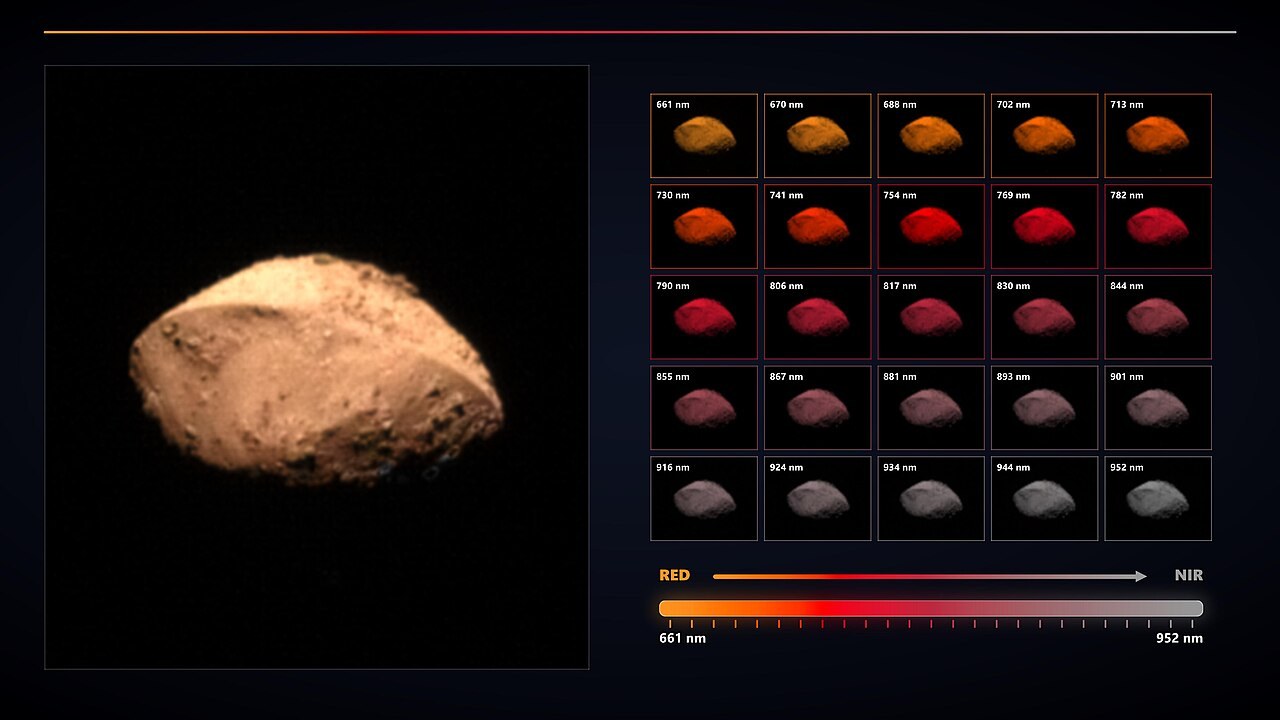 661 nm 670 nm 688 nm 702 nm 713 nm
730 nm 741 nm 754 nm 769 nm 782 nm
790 nm 806 nm 817 nm 830 nm 844 nm
855 nm 867 nm 881 nm 893 nm 901 nm
916 nm 924 nm 934 nm 944 nm 952 nm
RED NIR
661 nm 952 nm